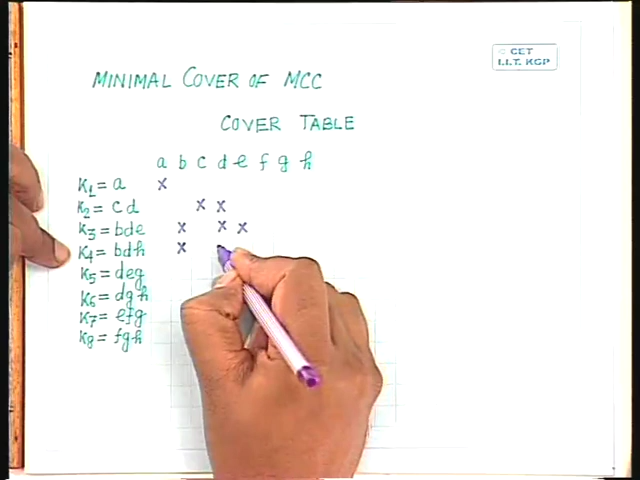 © CET
I.I.T. KGP
MINIMAL COVER OF MCC
COVER TABLE
a b c d e f g h
K1 = a x
K2 = cd x x
K3 = bde x x x
K4 = bdh x
K5 = deg
K6 = dgh
K7 = efg
K8 = fgh